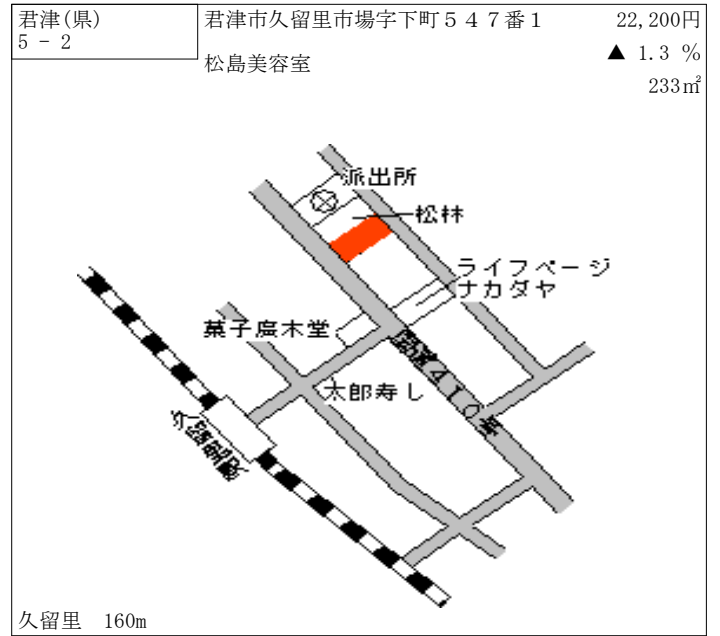 君津(県)
5 - 2
君津市久留里市場字下町５４７番１
松島美容室
22,200円
▲ 1.3 %
233㎡
派出所
松林
ライフページ
ナカダヤ
菓子廣木堂
太郎寿し
国道４１０号
久留里駅
久留里 160m